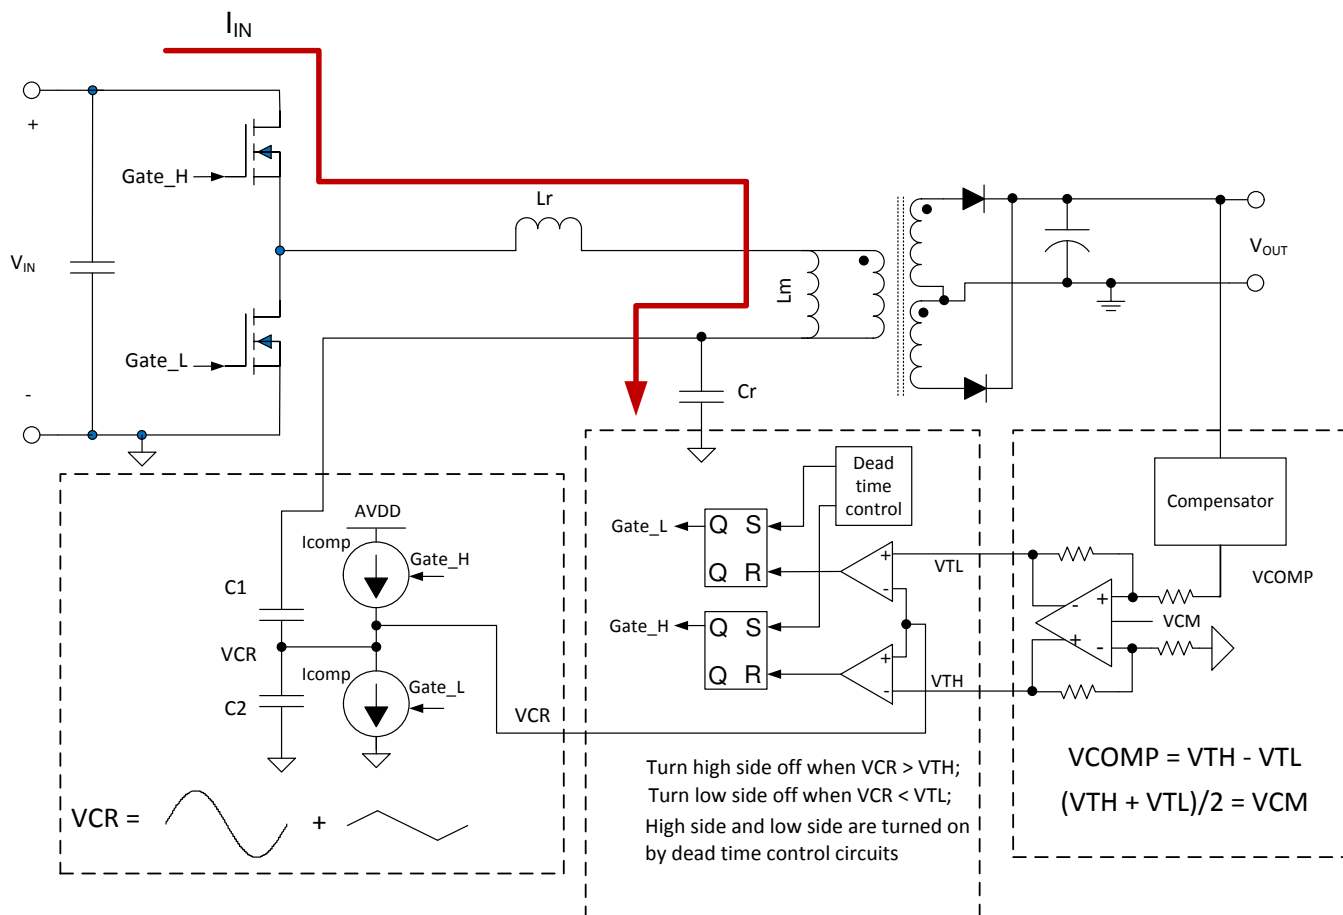 I_IN
+
Gate_H
Lr
V_IN
Lm
V_OUT
Gate_L
-
Cr
AVDD
Icomp
Gate_H
C1
VCR
Icomp
Gate_L
C2
VCR
VCR =
+
Dead
time
control
Gate_L
Q S
Q R
+
-
VTL
Gate_H
Q S
Q R
+
-
VTH
Turn high side off when VCR > VTH;
Turn low side off when VCR < VTL;
High side and low side are turned on
by dead time control circuits
Compensator
VCOMP
- +
VCM
+ -
VCOMP = VTH - VTL
(VTH + VTL)/2 = VCM